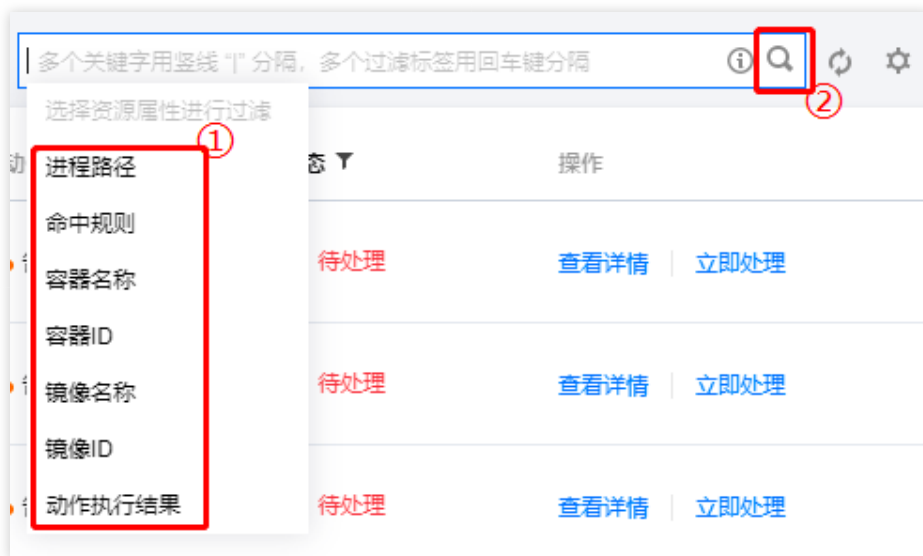 多个关键字用竖线 "|" 分隔，多个过滤标签用回车键分隔
②
选择资源属性进行过滤
①
态 操作
进程路径
命中规则
待处理 查看详情 立即处理
容器名称
容器ID
镜像名称 待处理 查看详情 立即处理
镜像ID
动作执行结果 待处理 查看详情 立即处理